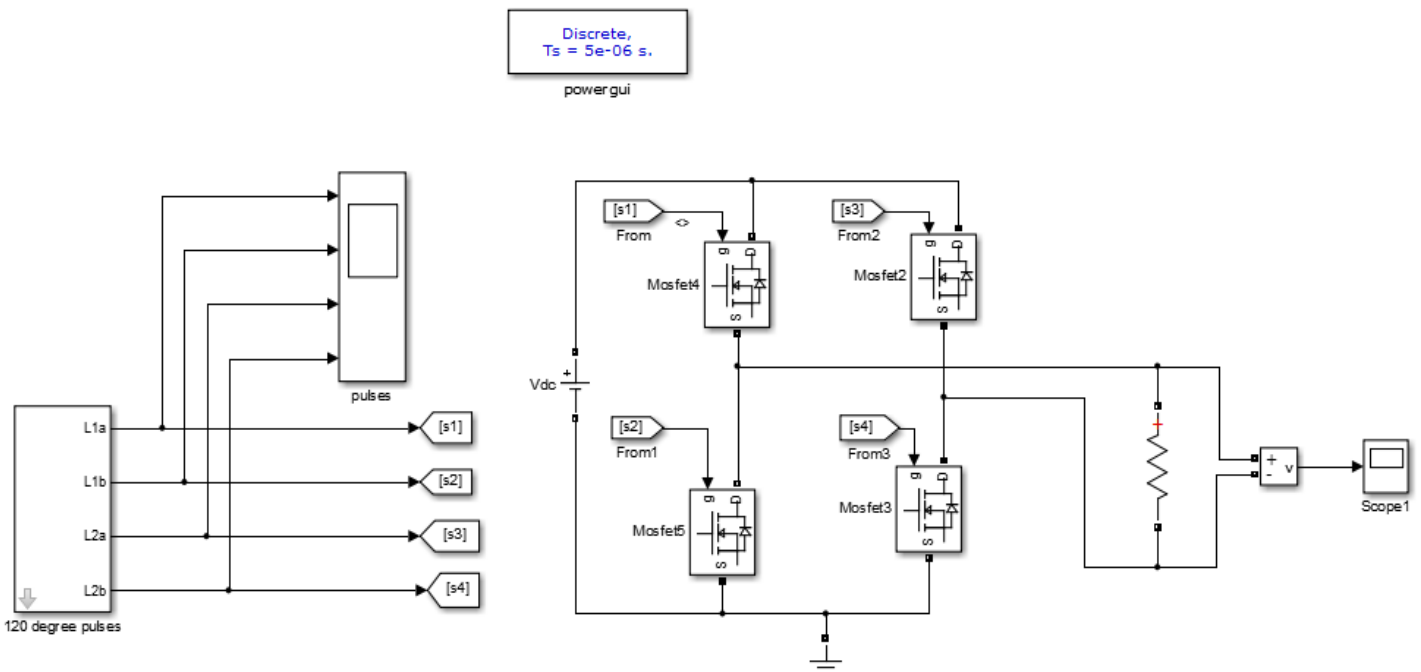 Discrete,
Ts = 5e-06 s.
powergui
pulses
L1a
L1b
L2a
L2b
120 degree pulses
[s1]
[s2]
[s3]
[s4]
Vdc
+
[s1]
From
<>
g
D
S
Mosfet4
[s3]
From2
g
D
S
Mosfet2
[s2]
From1
g
D
S
Mosfet5
[s4]
From3
g
D
S
Mosfet3
+
+
-
v
Scope1